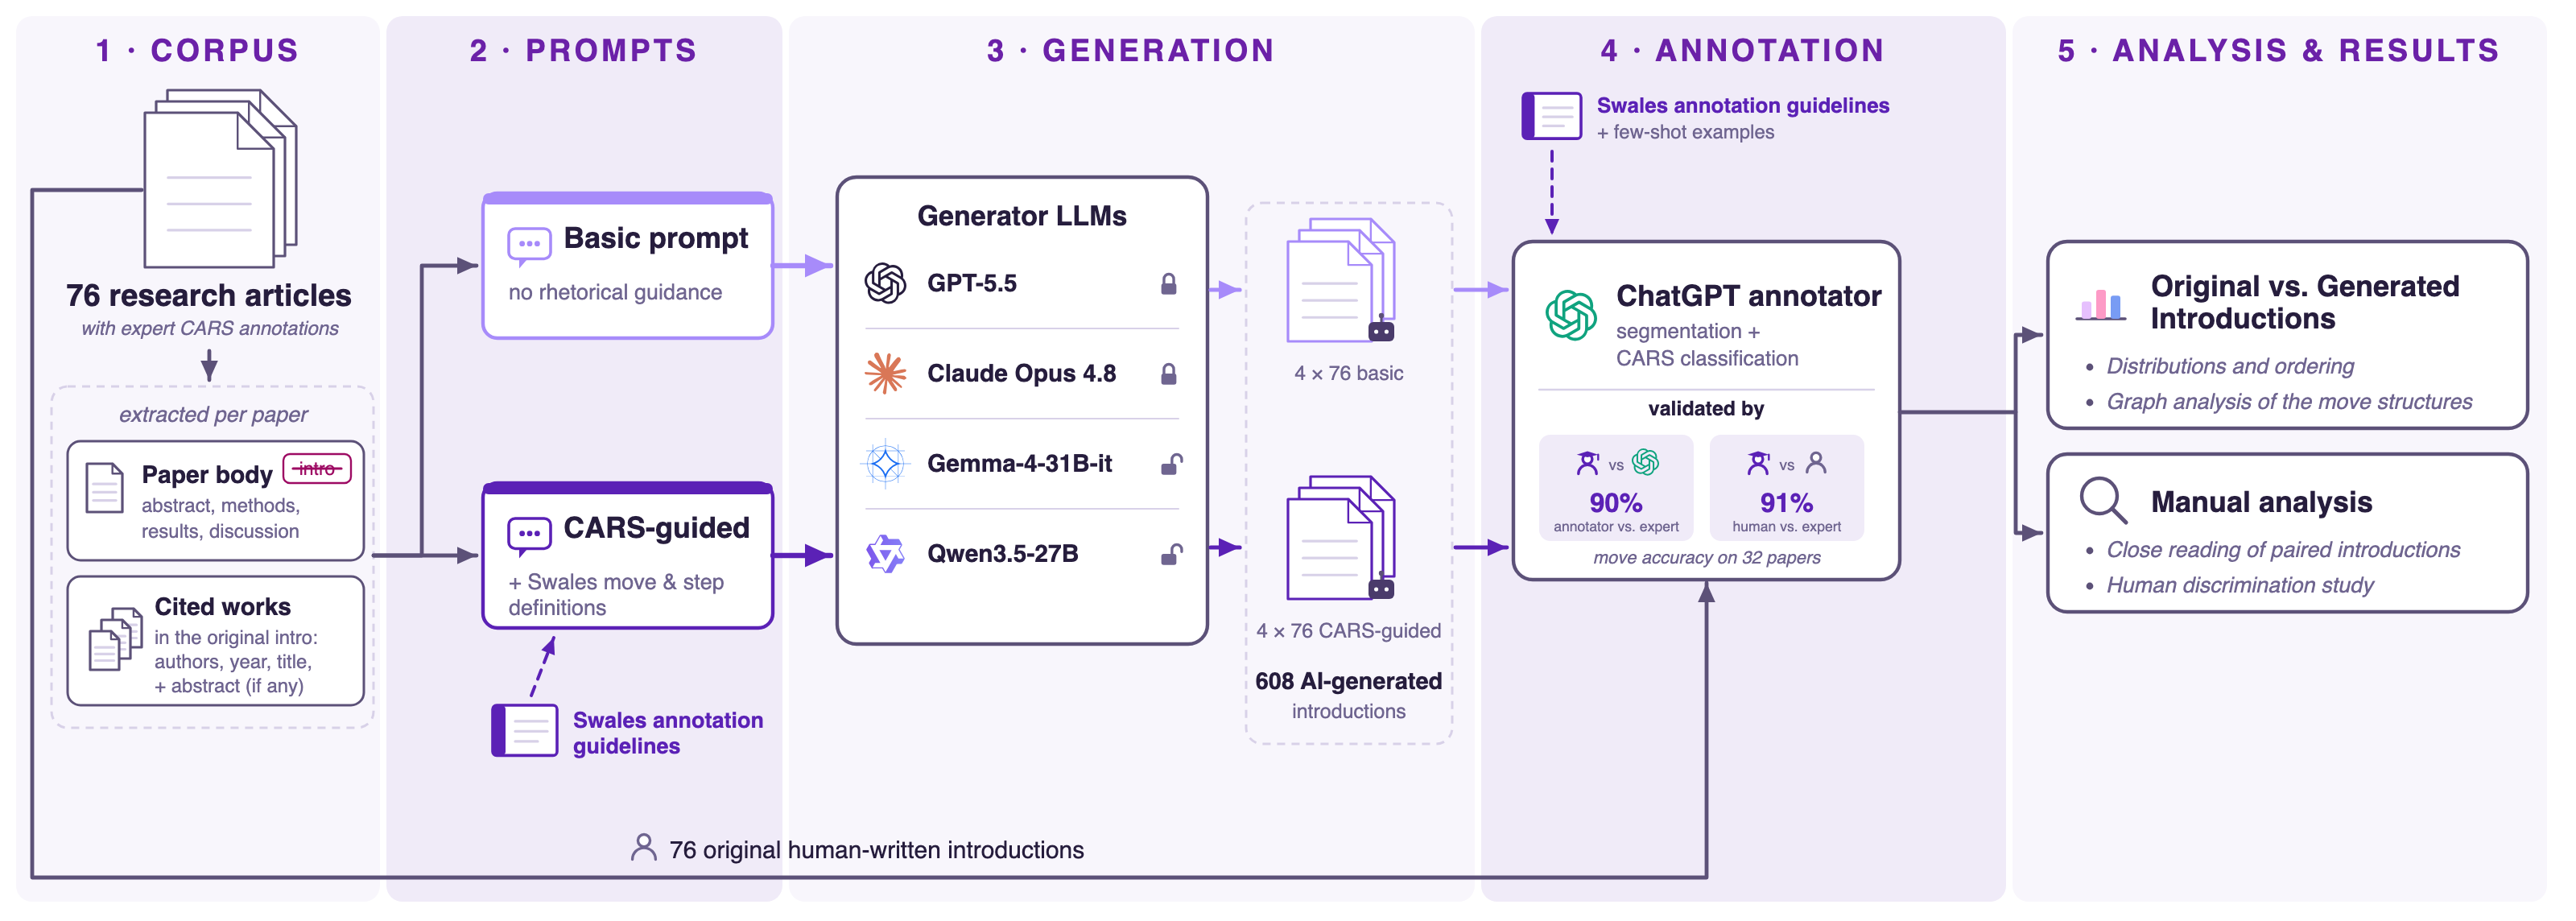 1 · CORPUS
76 research articles
with expert CARS annotations
extracted per paper
Paper body
intro
abstract, methods,
results, discussion
Cited works
in the original intro:
authors, year, title,
+ abstract (if any)
2 · PROMPTS
Basic prompt
no rhetorical guidance
CARS-guided
+ Swales move & step
definitions
Swales annotation
guidelines
3 · GENERATION
Generator LLMs
GPT-5.5
Claude Opus 4.8
Gemma-4-31B-it
Qwen3.5-27B
4 × 76 basic
4 × 76 CARS-guided
608 AI-generated
introductions
76 original human-written introductions
4 · ANNOTATION
Swales annotation guidelines
+ few-shot examples
ChatGPT annotator
segmentation +
CARS classification
validated by
vs
90%
annotator vs. expert
vs
91%
human vs. expert
move accuracy on 32 papers
5 · ANALYSIS & RESULTS
Original vs. Generated
Introductions
• Distributions and ordering
• Graph analysis of the move structures
Manual analysis
• Close reading of paired introductions
• Human discrimination study